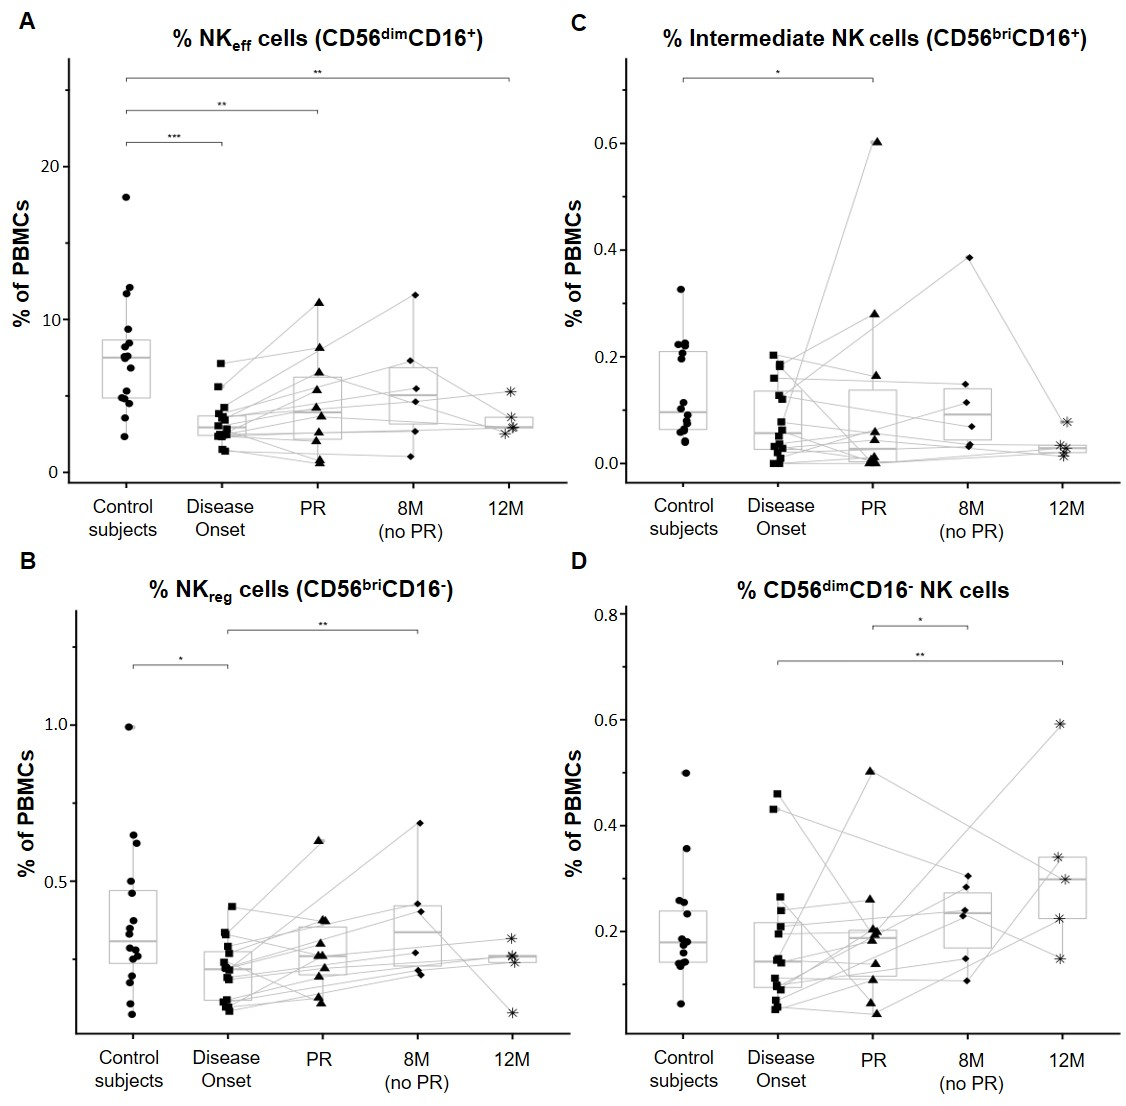 A
% NKeff cells (CD56dimCD16+)
% of PBMCs
**
**
***
20
10
0
Control subjects
Disease Onset
PR
8M (no PR)
12M
C
% Intermediate NK cells (CD56briCD16+)
% of PBMCs
*
0.6
0.4
0.2
0.0
Control subjects
Disease Onset
PR
8M (no PR)
12M
B
% NKreg cells (CD56briCD16-)
% of PBMCs
**
*
1.0
0.5
Control subjects
Disease Onset
PR
8M (no PR)
12M
D
% CD56dimCD16- NK cells
% of PBMCs
*
**
0.8
0.6
0.4
0.2
Control subjects
Disease Onset
PR
8M (no PR)
12M